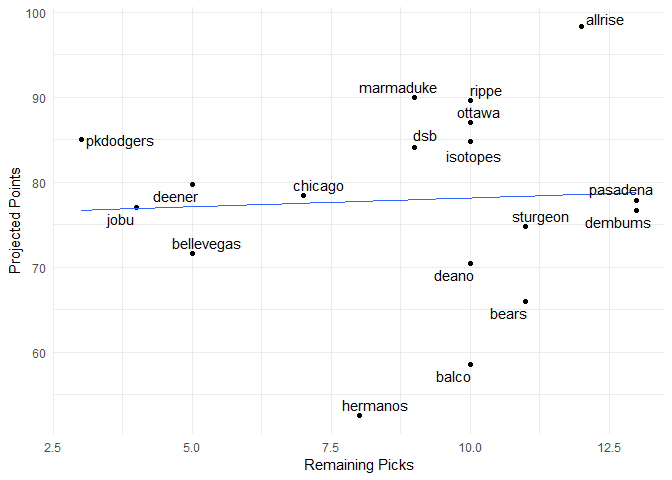 100
90
80
70
60
Projected Points
allrise
marmaduke
rippe
ottawa
dsb
pkdodgers
isotopes
chicago
pasadena
deener
jobu
sturgeon
dembums
bellevegas
deano
bears
balco
hermanos
2.5
5.0
7.5
10.0
12.5
Remaining Picks